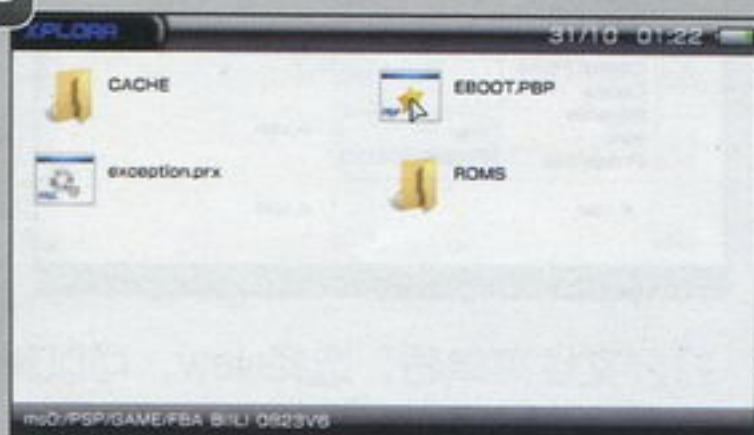 XPLORA
31/10 01:22
CACHE
EBOOT.PBP
exception.prx
ROMS
ms0:/PSP/GAME/FBA